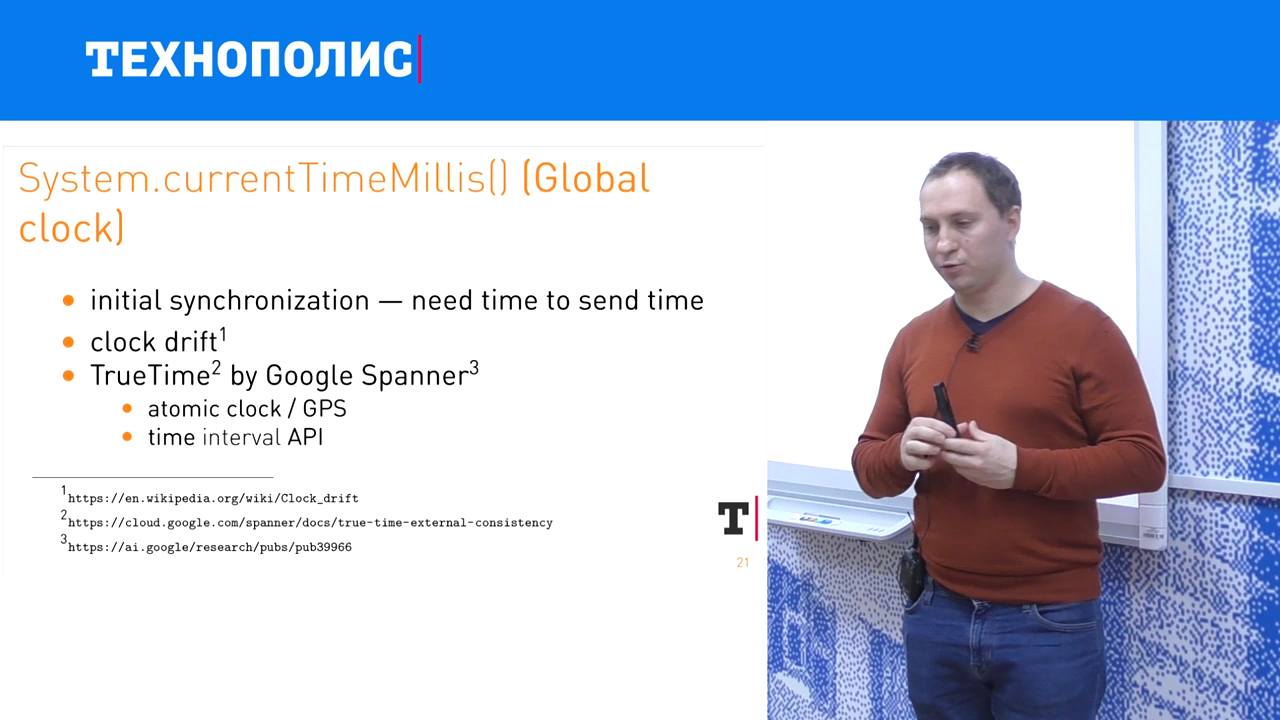 ТЕХНОПОЛИС
System.currentTimeMillis() (Global
clock)
• initial synchronization — need time to send time
• clock drift1
• TrueTime2 by Google Spanner3
• atomic clock / GPS
• time interval API
1https://en.wikipedia.org/wiki/Clock_drift
2https://cloud.google.com/spanner/docs/true-time-external-consistency
3https://ai.google/research/pubs/pub39966
T
21